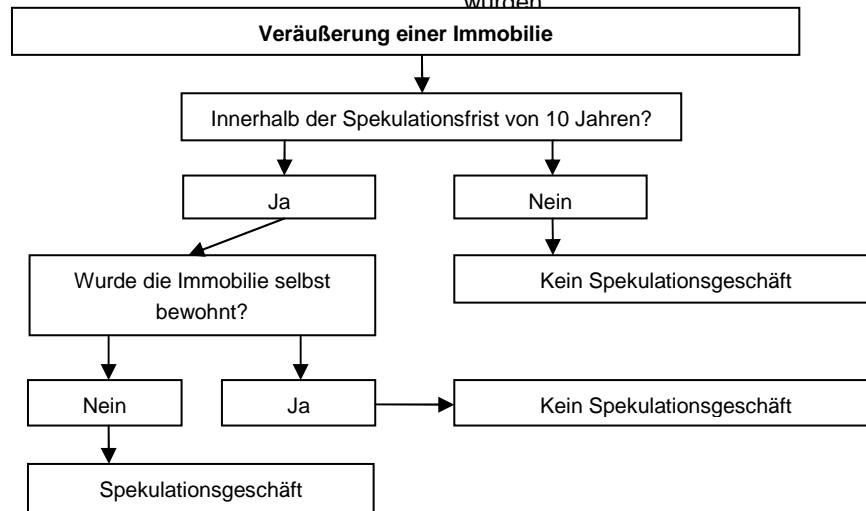 wurden
Veräußerung einer Immobilie
Innerhalb der Spekulationsfrist von 10 Jahren?
Ja
Nein
Wurde die Immobilie selbst
bewohnt?
Kein Spekulationsgeschäft
Nein
Ja
Kein Spekulationsgeschäft
Spekulationsgeschäft